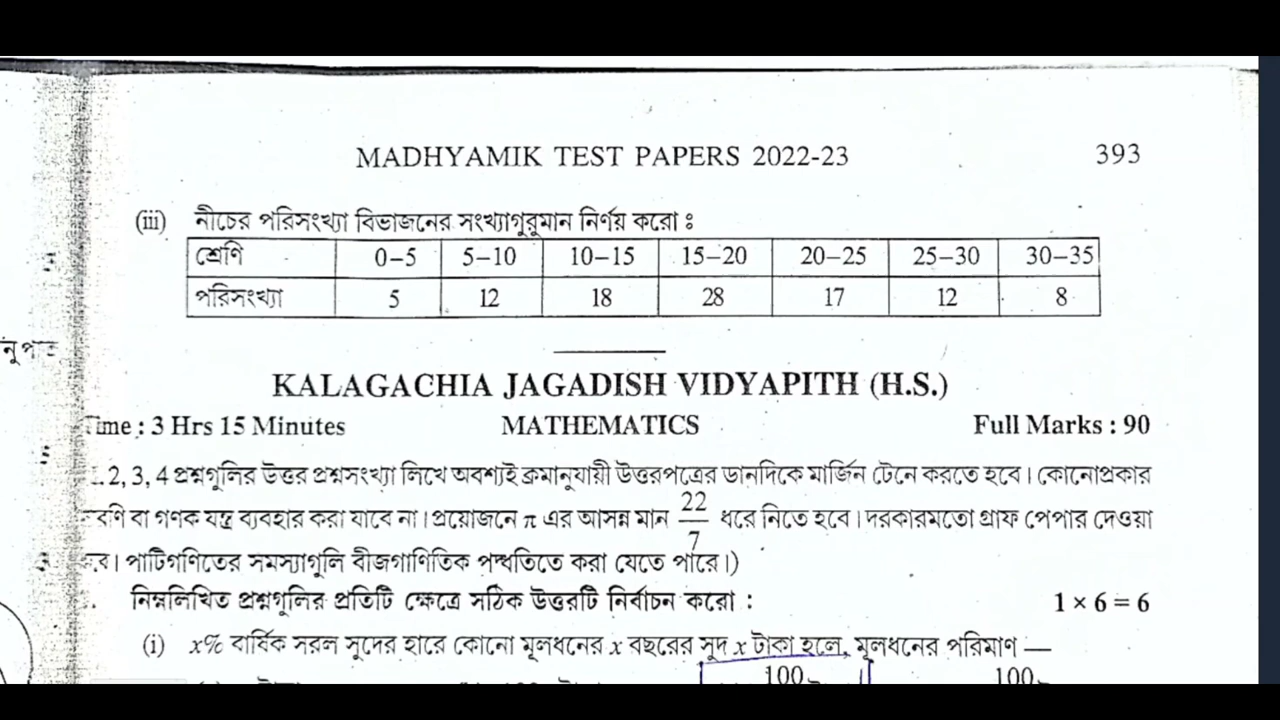 MADHYAMIK TEST PAPERS 2022-23 393
(iii) নীচের পরিসংখ্যা বিভাজনের সংখ্যাগুরুমান নির্ণয় করো ঃ
শ্রেণি 0–5 5–10 10–15 15–20 20–25 25–30 30–35
পরিসংখ্যা 5 12 18 28 17 12 8
KALAGACHIA JAGADISH VIDYAPITH (H.S.)
Time : 3 Hrs 15 Minutes MATHEMATICS Full Marks : 90
2, 3, 4 প্রশ্নগুলির উত্তর প্রশ্নসংখ্যা লিখে অবশ্যই ক্রমানুযায়ী উত্তরপত্রের ডানদিকে মার্জিন টেনে করতে হবে। কোনোপ্রকার
বা গণক যন্ত্র ব্যবহার করা যাবে না। প্রয়োজনে π এর আসন্ন মান 22/7 ধরে নিতে হবে। দরকারমতো গ্রাফ পেপার দেওয়া
। পাটিগণিতের সমস্যাগুলি বীজগাণিতিক পদ্ধতিতে করা যেতে পারে।)
নিম্নলিখিত প্রশ্নগুলির প্রতিটি ক্ষেত্রে সঠিক উত্তরটি নির্বাচন করো : 1 × 6 = 6
(i) x% বার্ষিক সরল সুদের হারে কোনো মূলধনের x বছরের সুদ x টাকা হলে, মূলধনের পরিমাণ —
100 100